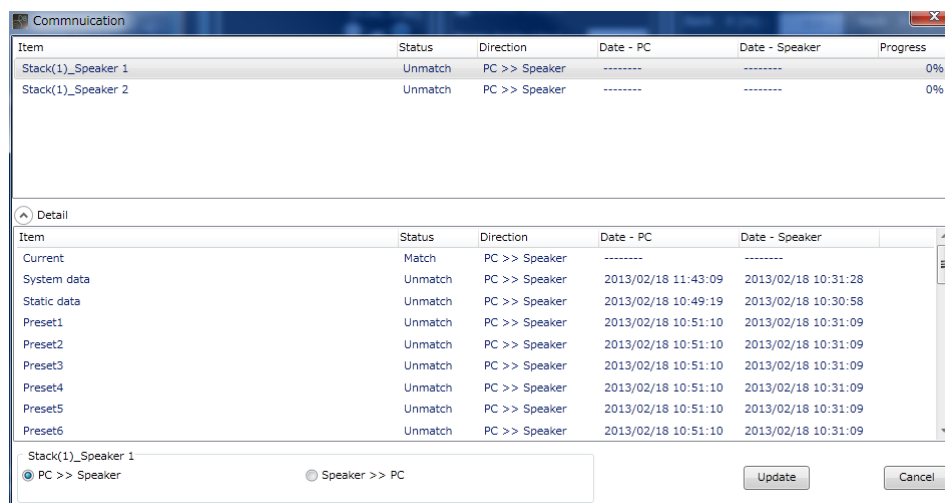 Commnuication
Item Status Direction Date - PC Date - Speaker Progress
Stack(1)_Speaker 1 Unmatch PC >> Speaker -------- -------- 0%
Stack(1)_Speaker 2 Unmatch PC >> Speaker -------- -------- 0%
Detail
Item Status Direction Date - PC Date - Speaker
Current Match PC >> Speaker -------- --------
System data Unmatch PC >> Speaker 2013/02/18 11:43:09 2013/02/18 10:31:28
Static data Unmatch PC >> Speaker 2013/02/18 10:49:19 2013/02/18 10:30:58
Preset1 Unmatch PC >> Speaker 2013/02/18 10:51:10 2013/02/18 10:31:09
Preset2 Unmatch PC >> Speaker 2013/02/18 10:51:10 2013/02/18 10:31:09
Preset3 Unmatch PC >> Speaker 2013/02/18 10:51:10 2013/02/18 10:31:09
Preset4 Unmatch PC >> Speaker 2013/02/18 10:51:10 2013/02/18 10:31:09
Preset5 Unmatch PC >> Speaker 2013/02/18 10:51:10 2013/02/18 10:31:09
Preset6 Unmatch PC >> Speaker 2013/02/18 10:51:10 2013/02/18 10:31:09
Stack(1)_Speaker 1
PC >> Speaker Speaker >> PC Update Cancel